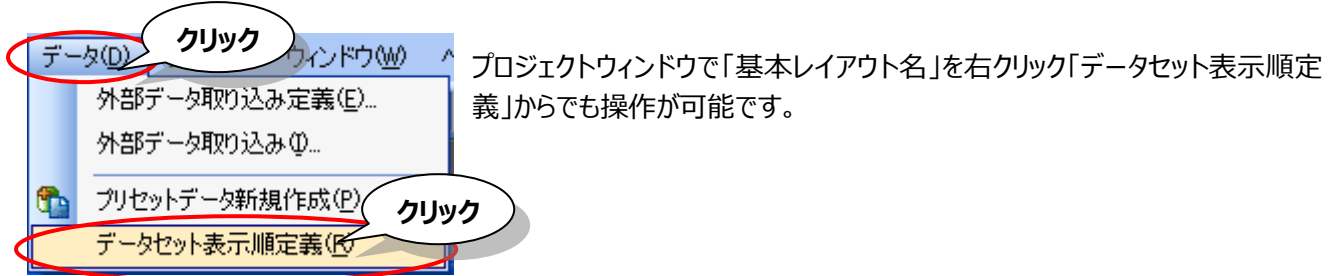 クリック
データ(D) ウィンドウ(W)
外部データ取り込み定義(E)...
外部データ取り込み(I)...
プリセットデータ新規作成(P)
クリック
データセット表示順定義(R)
プロジェクトウィンドウで「基本レイアウト名」を右クリック「データセット表示順定
義」からでも操作が可能です。